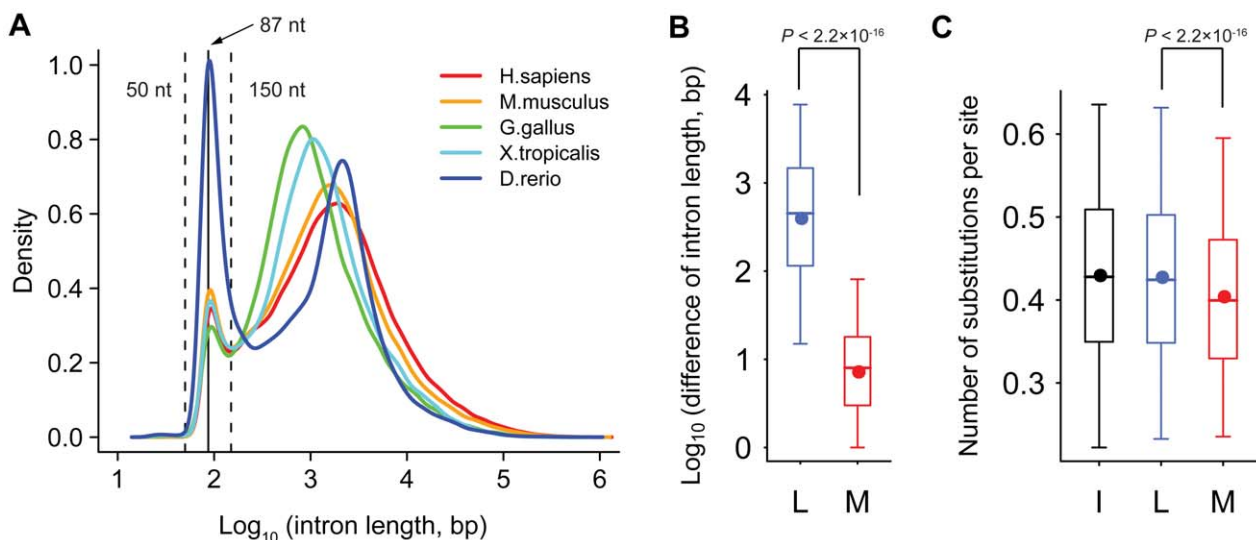 A
87 nt
50 nt
150 nt
H.sapiens
M.musculus
G.gallus
X.tropicalis
D.rerio
Density
1.0
0.8
0.6
0.4
0.2
0.0
1 2 3 4 5 6
Log₁₀ (intron length, bp)
B
P < 2.2×10⁻¹⁶
Log₁₀ (difference of intron length, bp)
4
3
2
1
0
L M
C
P < 2.2×10⁻¹⁶
Number of substitutions per site
0.6
0.5
0.4
0.3
I L M